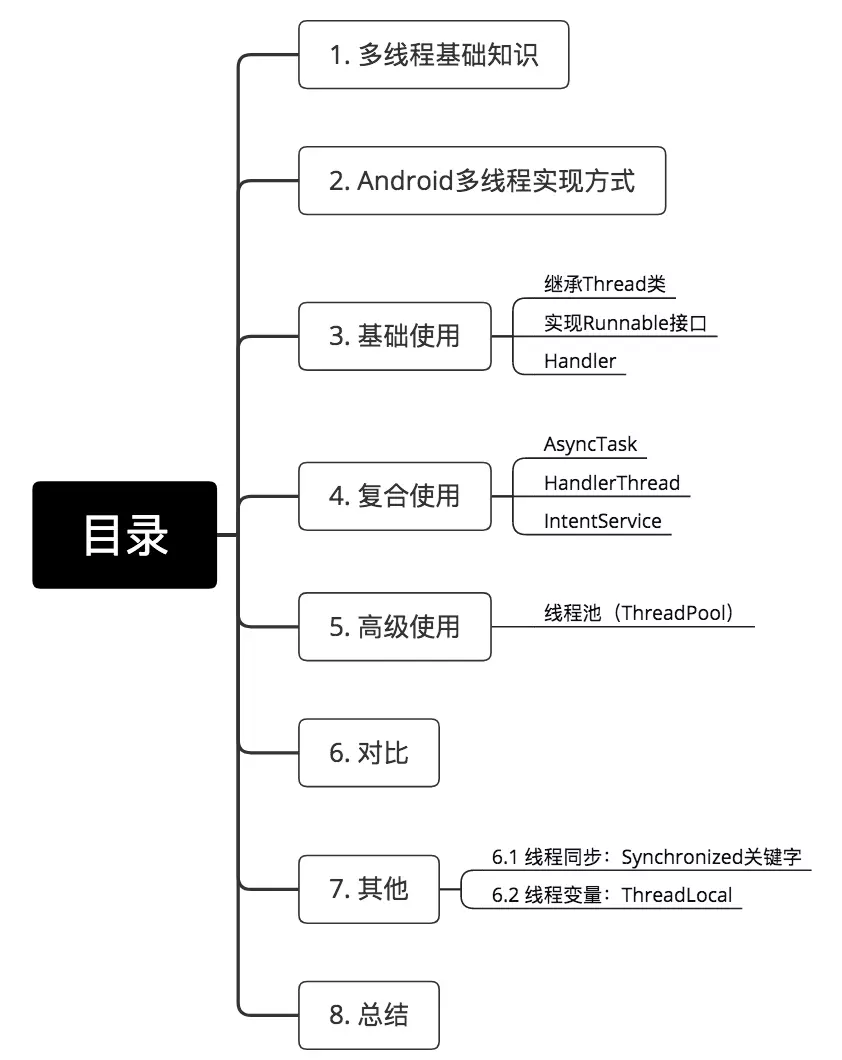 目录
1. 多线程基础知识
2. Android多线程实现方式
3. 基础使用
继承Thread类
实现Runnable接口
Handler
4. 复合使用
AsyncTask
HandlerThread
IntentService
5. 高级使用
线程池（ThreadPool）
6. 对比
7. 其他
6.1 线程同步：Synchronized关键字
6.2 线程变量：ThreadLocal
8. 总结